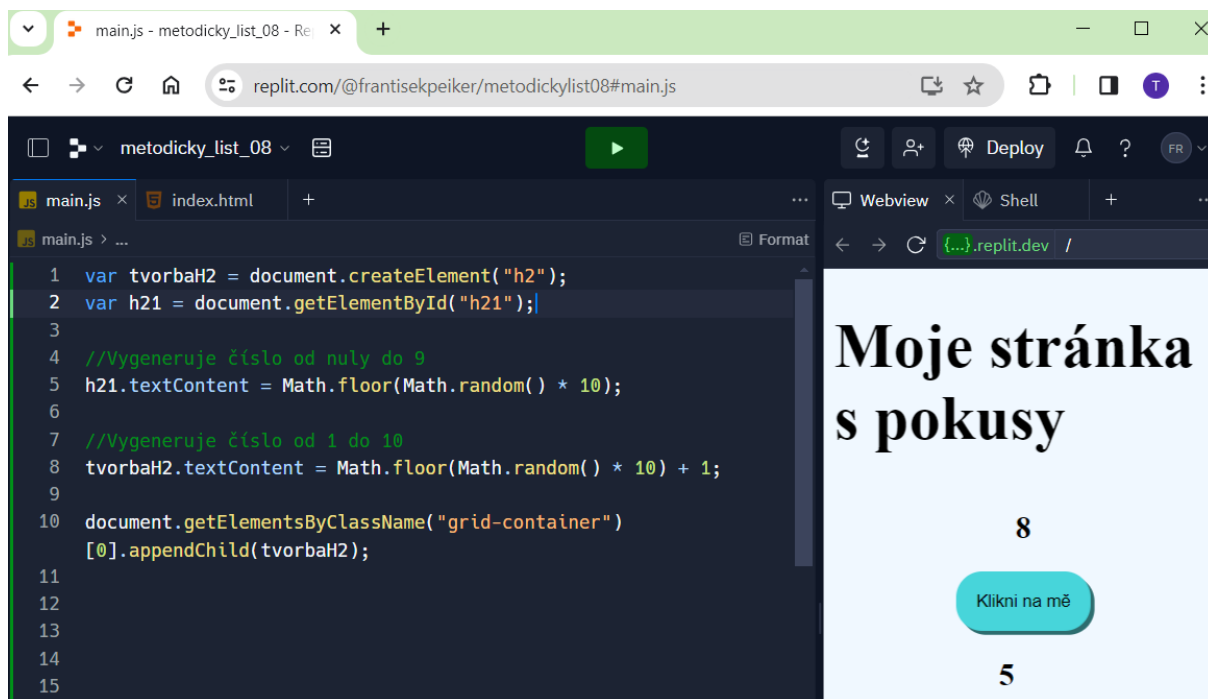 main.js - metodicky_list_08 - Re
replit.com/@frantisekpeiker/metodickylist08#main.js
T
metodicky_list_08
Deploy
?
FR
JS main.js
index.html
+
...
Webview
Shell
+
JS main.js > ...
Format
{...}.replit.dev /
1 var tvorbaH2 = document.createElement("h2");
2 var h21 = document.getElementById("h21");
3
4 //Vygeneruje číslo od nuly do 9
5 h21.textContent = Math.floor(Math.random() * 10);
6
7 //Vygeneruje číslo od 1 do 10
8 tvorbaH2.textContent = Math.floor(Math.random() * 10) + 1;
9
10 document.getElementsByClassName("grid-container")
[0].appendChild(tvorbaH2);
11
12
13
14
15
Moje stránka
s pokusy
8
Klikni na mě
5